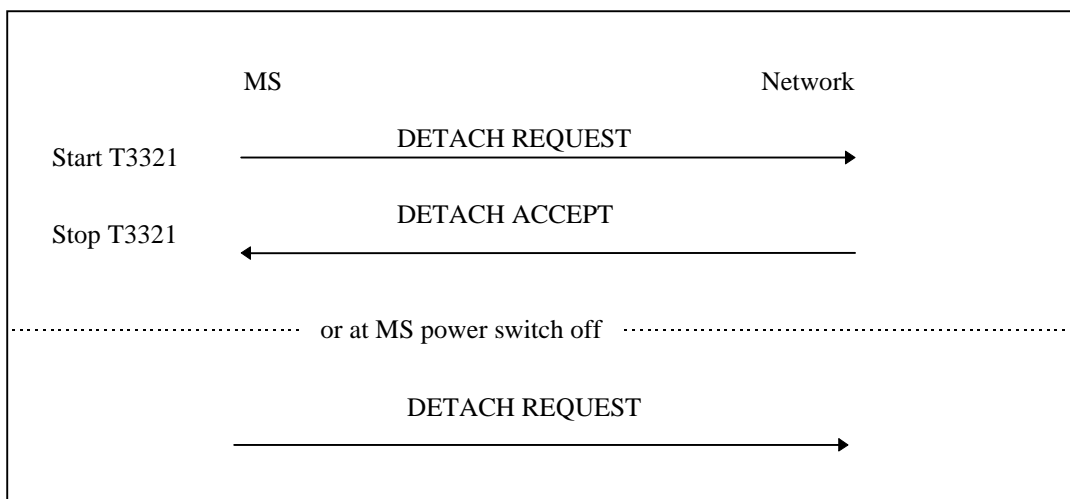 MS Network
DETACH REQUEST
Start T3321
DETACH ACCEPT
Stop T3321
or at MS power switch off
DETACH REQUEST